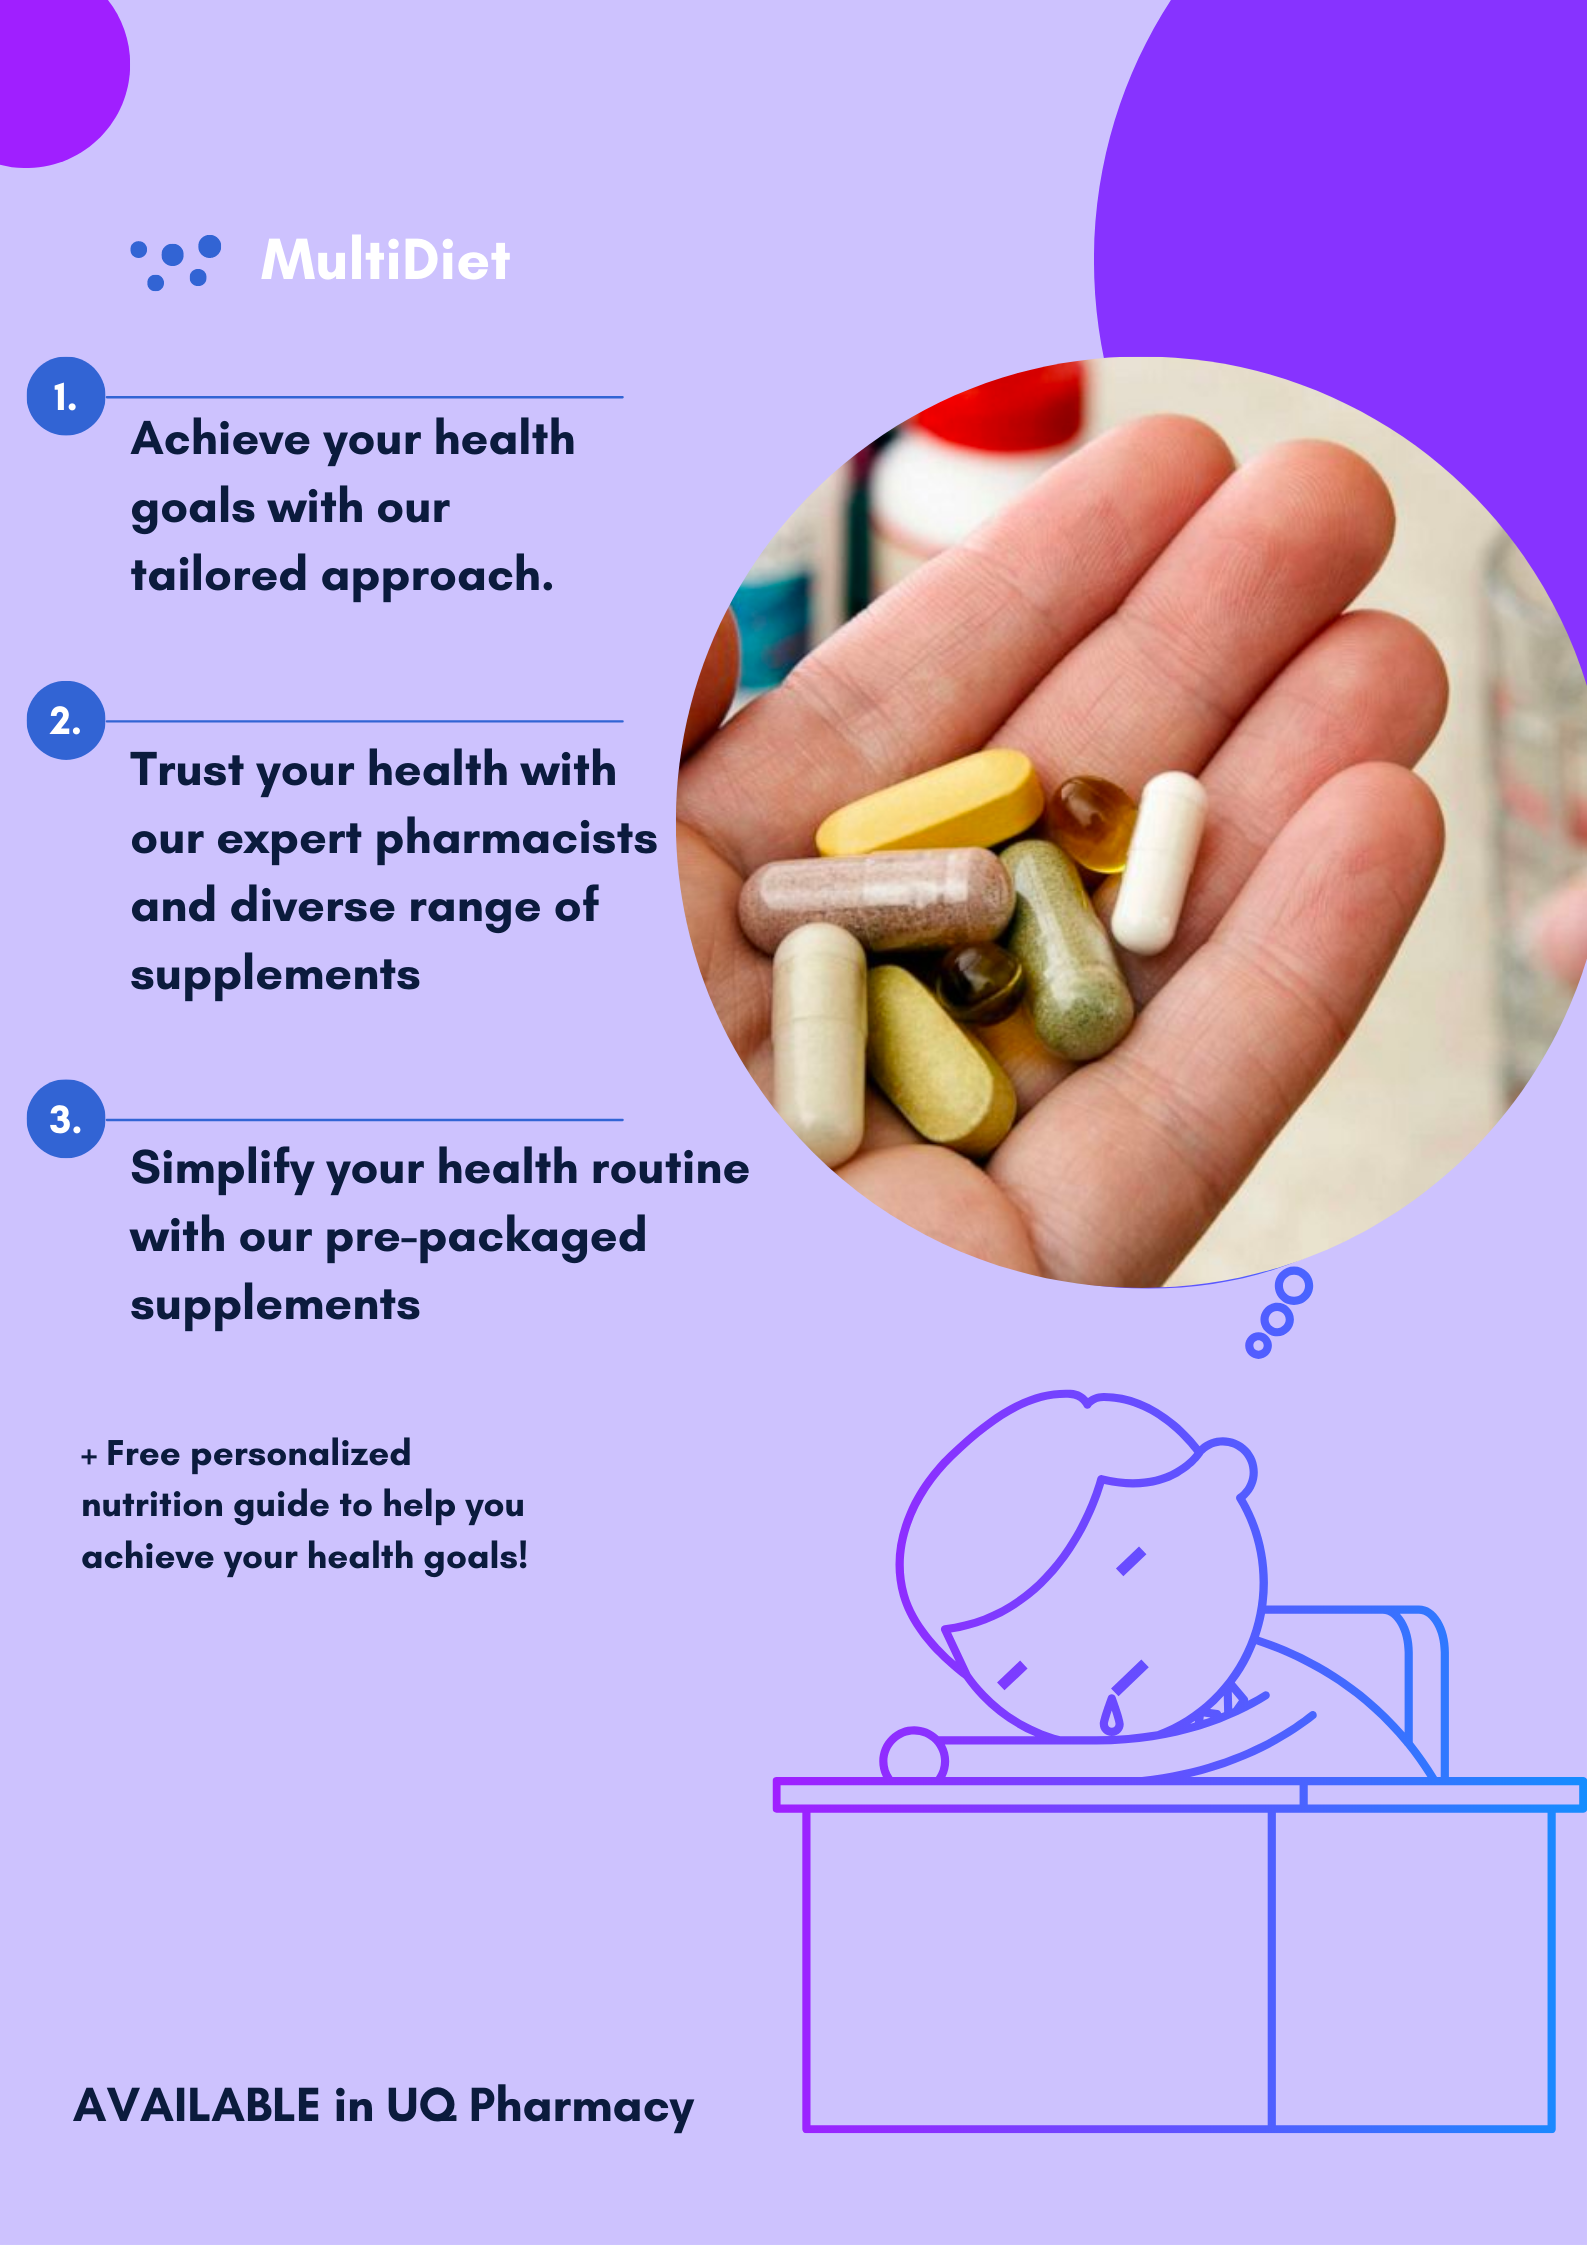 MultiDiet
1.
Achieve your health
goals with our
tailored approach.
2.
Trust your health with
our expert pharmacists
and diverse range of
supplements
3.
Simplify your health routine
with our pre-packaged
supplements
+ Free personalized
nutrition guide to help you
achieve your health goals!
AVAILABLE in UQ Pharmacy